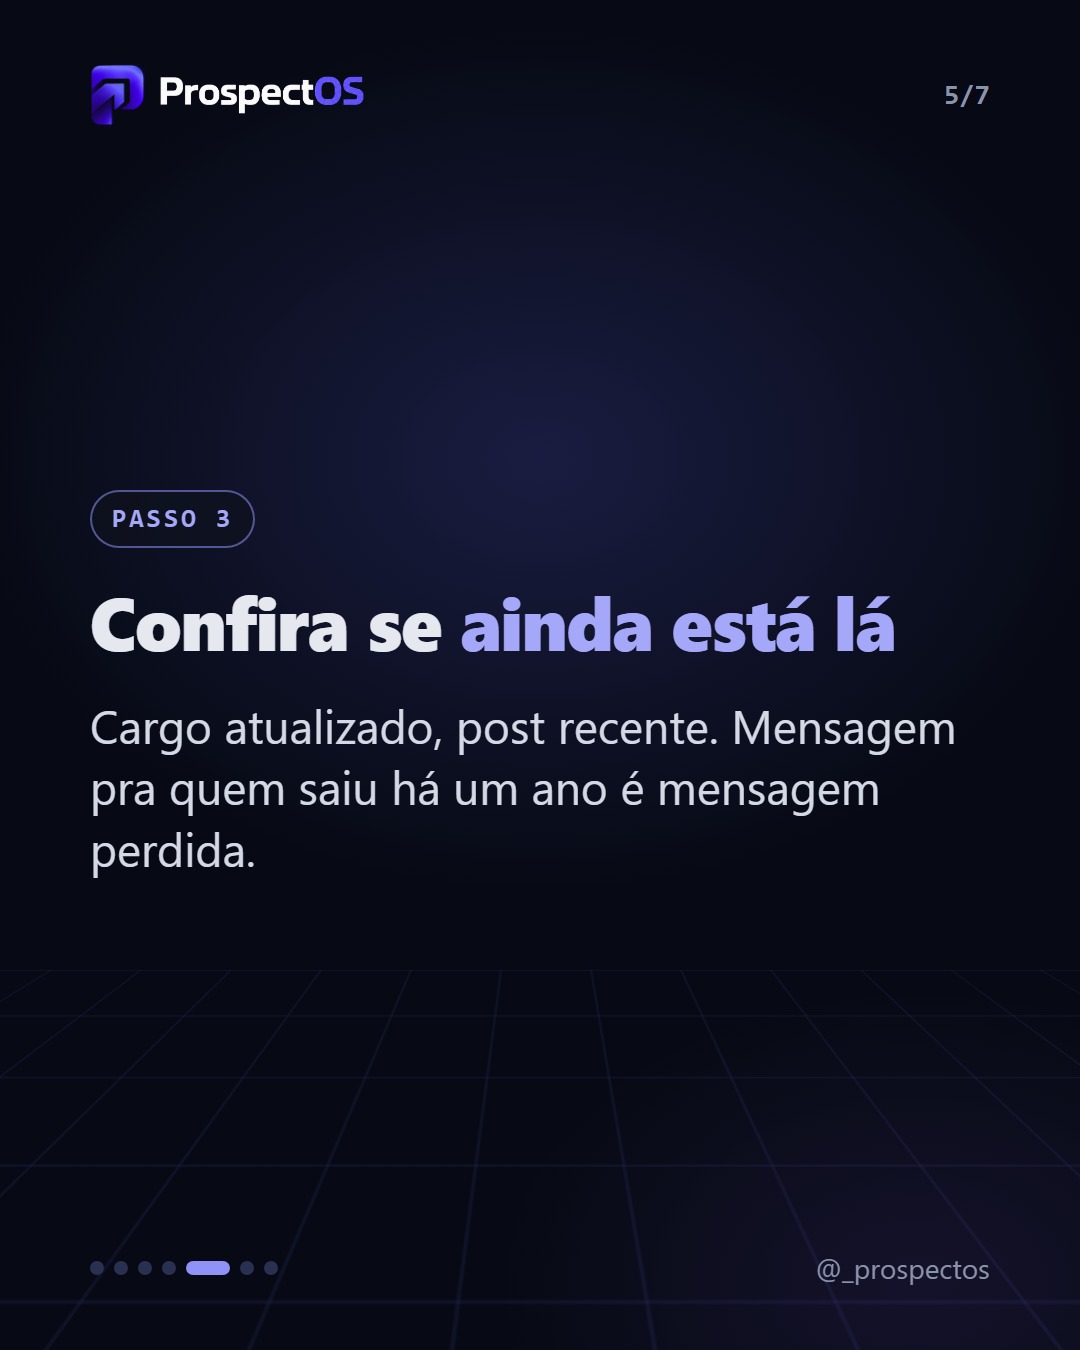 ProspectOS
5/7
PASSO 3
Confira se ainda está lá
Cargo atualizado, post recente. Mensagem
pra quem saiu há um ano é mensagem
perdida.
@_prospectos